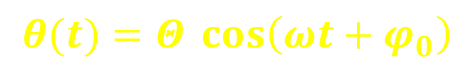 θ(t) = Θ cos(ωt + φ₀)